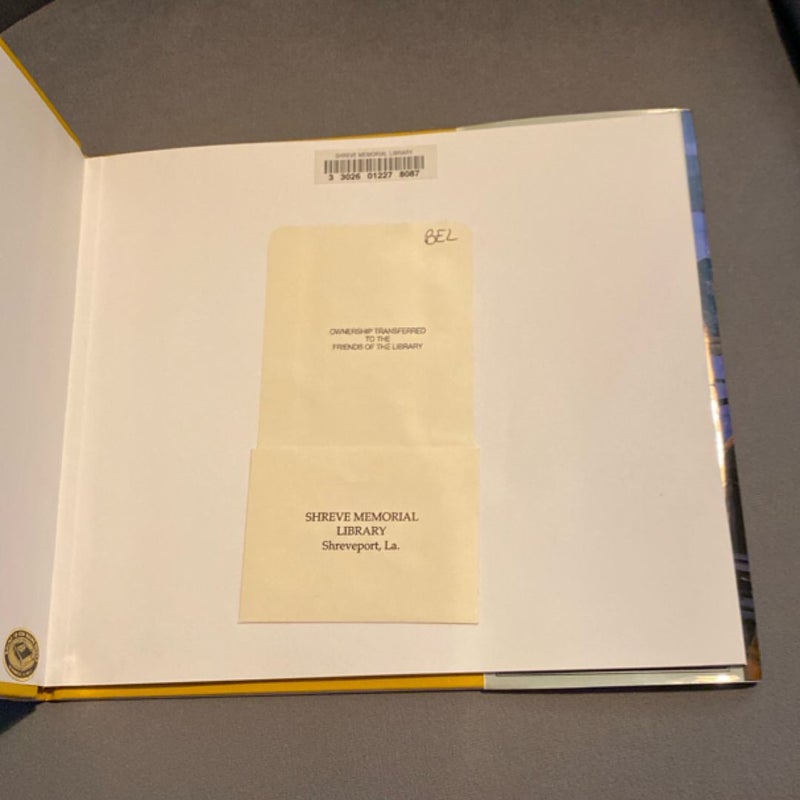 SHREVE MEMORIAL LIBRARY
3 3026 01227 8087
BEL
OWNERSHIP TRANSFERRED
TO THE
FRIENDS OF THE LIBRARY
SHREVE MEMORIAL
LIBRARY
Shreveport, La.